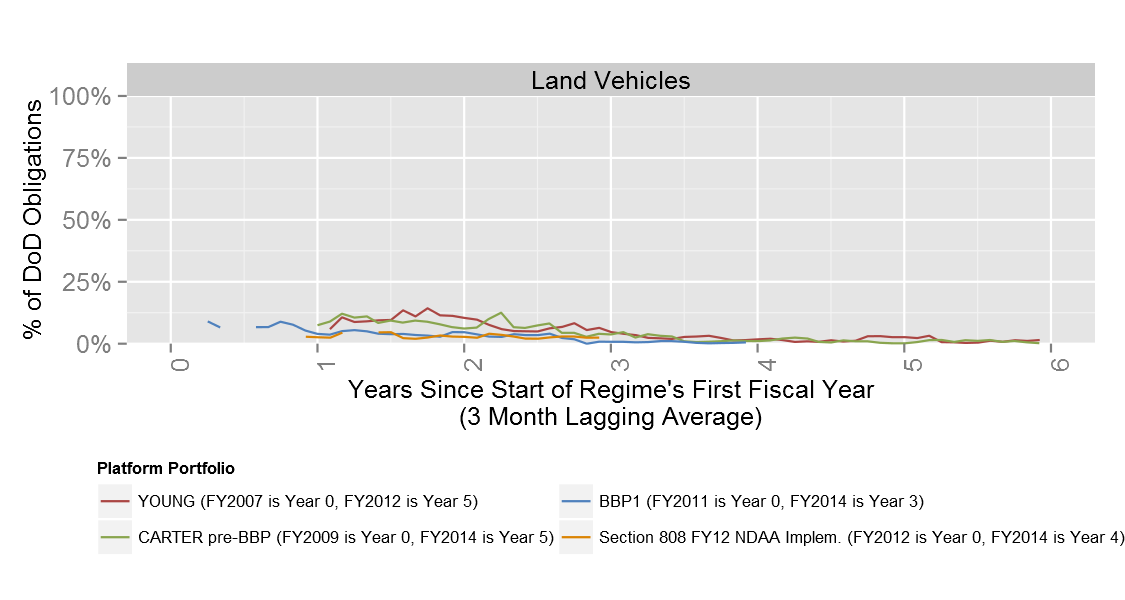 Land Vehicles
100%
75%
50%
25%
0%
% of DoD Obligations
0
1
2
3
4
5
6
Years Since Start of Regime's First Fiscal Year
(3 Month Lagging Average)
Platform Portfolio
YOUNG (FY2007 is Year 0, FY2012 is Year 5)
BBP1 (FY2011 is Year 0, FY2014 is Year 3)
CARTER pre-BBP (FY2009 is Year 0, FY2014 is Year 5)
Section 808 FY12 NDAA Implem. (FY2012 is Year 0, FY2014 is Year 4)